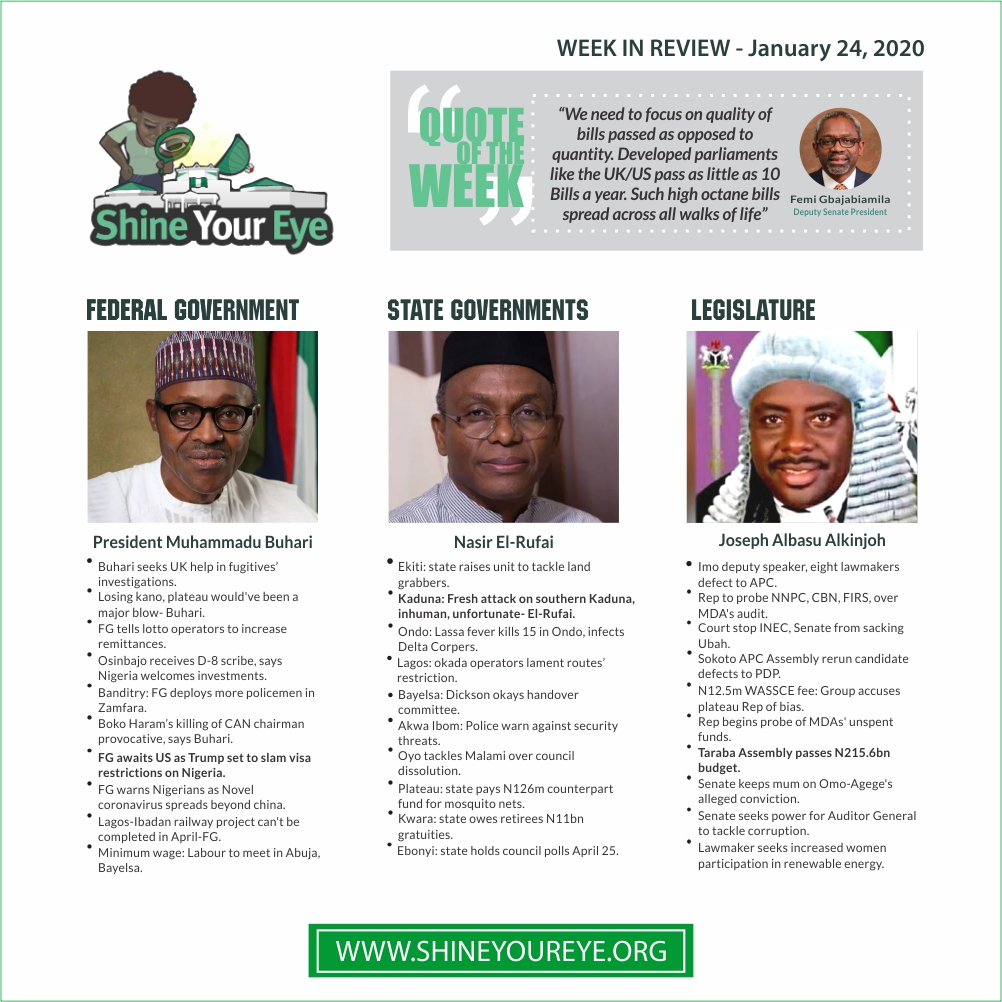 WEEK IN REVIEW - January 24, 2020
Shine Your Eye
“QUOTE
OF THE
WEEK”
“We need to focus on quality of
bills passed as opposed to
quantity. Developed parliaments
like the UK/US pass as little as 10
Bills a year. Such high octane bills
spread across all walks of life”
Femi Gbajabiamila
Deputy Senate President
FEDERAL GOVERNMENT
President Muhammadu Buhari
• Buhari seeks UK help in fugitives’
investigations.
• Losing kano, plateau would've been a
major blow- Buhari.
• FG tells lotto operators to increase
remittances.
• Osinbajo receives D-8 scribe, says
Nigeria welcomes investments.
• Banditry: FG deploys more policemen in
Zamfara.
• Boko Haram’s killing of CAN chairman
provocative, says Buhari.
• FG awaits US as Trump set to slam visa
restrictions on Nigeria.
• FG warns Nigerians as Novel
coronavirus spreads beyond china.
• Lagos-Ibadan railway project can't be
completed in April-FG.
• Minimum wage: Labour to meet in Abuja,
Bayelsa.
STATE GOVERNMENTS
Nasir El-Rufai
• Ekiti: state raises unit to tackle land
grabbers.
• Kaduna: Fresh attack on southern Kaduna,
inhuman, unfortunate- El-Rufai.
• Ondo: Lassa fever kills 15 in Ondo, infects
Delta Corpers.
• Lagos: okada operators lament routes’
restriction.
• Bayelsa: Dickson okays handover
committee.
• Akwa Ibom: Police warn against security
threats.
• Oyo tackles Malami over council
dissolution.
• Plateau: state pays N126m counterpart
fund for mosquito nets.
• Kwara: state owes retirees N11bn
gratuities.
• Ebonyi: state holds council polls April 25.
LEGISLATURE
Joseph Albasu Alkinjoh
• Imo deputy speaker, eight lawmakers
defect to APC.
• Rep to probe NNPC, CBN, FIRS, over
MDA's audit.
• Court stop INEC, Senate from sacking
Ubah.
• Sokoto APC Assembly rerun candidate
defects to PDP.
• N12.5m WASSCE fee: Group accuses
plateau Rep of bias.
• Rep begins probe of MDAs' unspent
funds.
• Taraba Assembly passes N215.6bn
budget.
• Senate keeps mum on Omo-Agege's
alleged conviction.
• Senate seeks power for Auditor General
to tackle corruption.
• Lawmaker seeks increased women
participation in renewable energy.
WWW.SHINEYOUREYE.ORG